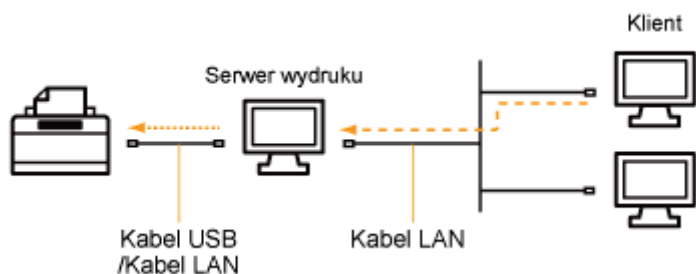 Klient
Serwer wydruku
Kabel USB
/Kabel LAN
Kabel LAN